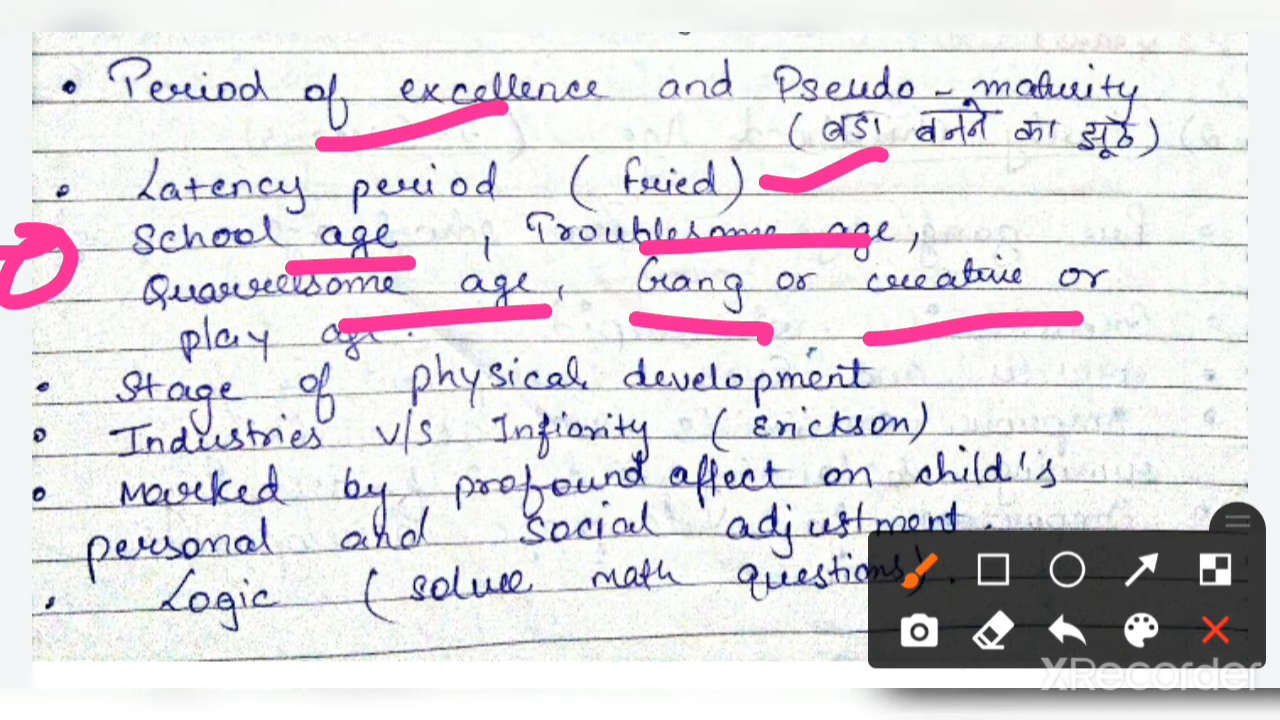 • Period of excellence and Pseudo-maturity
(बडा बनने का झूठ)
• Latency period (fried)
School age, Troublesome age,
Quarrelsome age, Gang or creative or
play age.
• Stage of physical development
• Industries v/s Infiority (Erickson)
• Marked by profound affect on child's
personal and social adjustment.
• Logic (solve math questions).
XRecorder